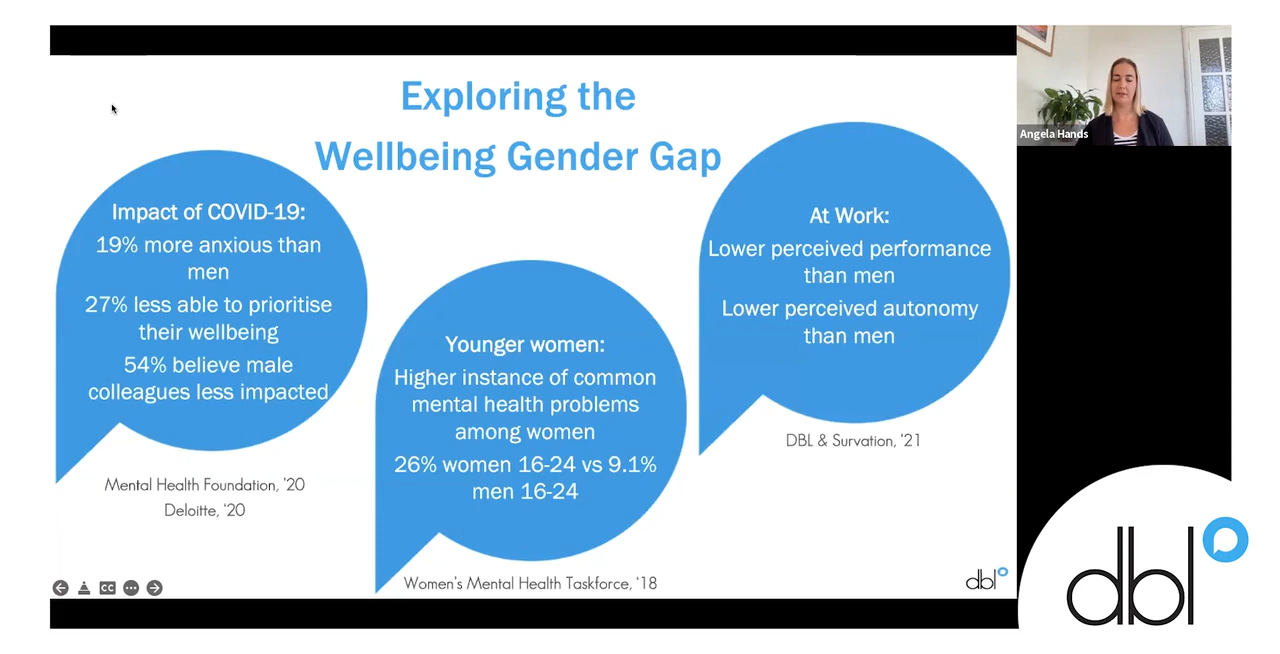 Exploring the
Wellbeing Gender Gap
Impact of COVID-19:
19% more anxious than
men
27% less able to prioritise
their wellbeing
54% believe male
colleagues less impacted
Mental Health Foundation, '20
Deloitte, '20
Younger women:
Higher instance of common
mental health problems
among women
26% women 16-24 vs 9.1%
men 16-24
Women's Mental Health Taskforce, '18
At Work:
Lower perceived performance
than men
Lower perceived autonomy
than men
DBL & Survation, '21
CC
dbl
Angela Hands
dbl